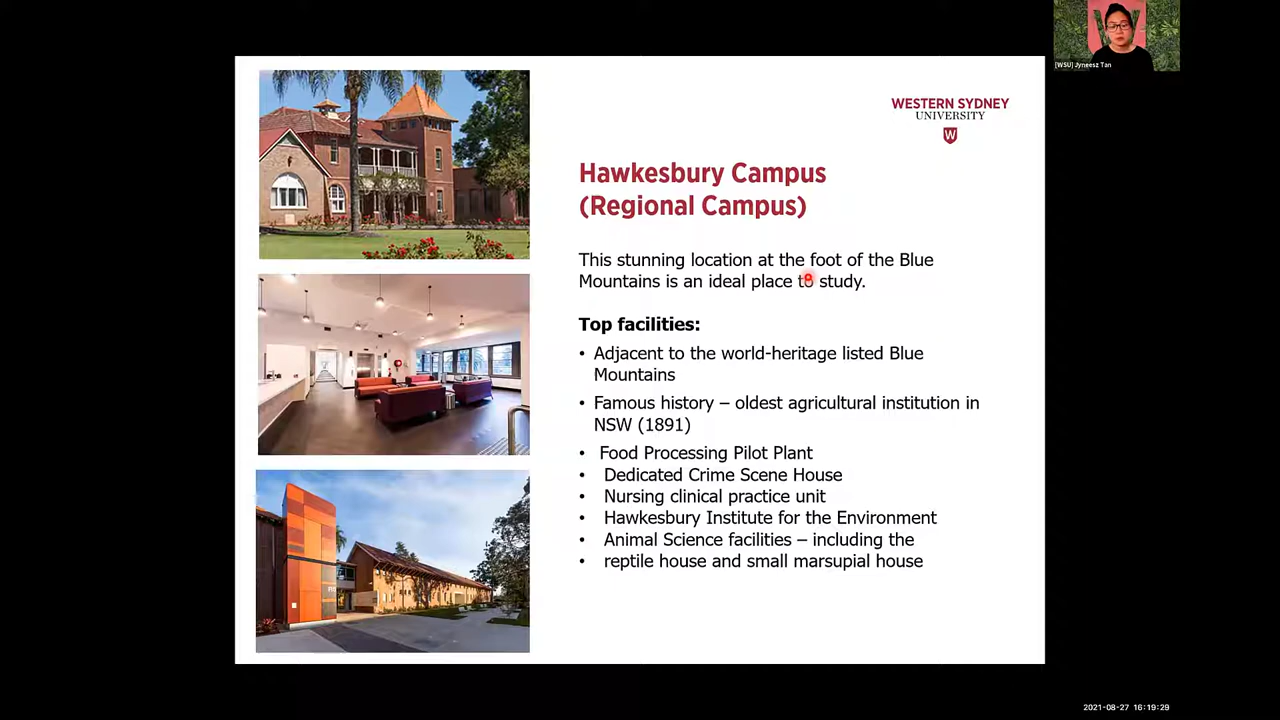 [WSU] Jyneesz Tan
WESTERN SYDNEY
UNIVERSITY
W
Hawkesbury Campus
(Regional Campus)
This stunning location at the foot of the Blue
Mountains is an ideal place to study.
Top facilities:
• Adjacent to the world-heritage listed Blue
Mountains
• Famous history – oldest agricultural institution in
NSW (1891)
• Food Processing Pilot Plant
• Dedicated Crime Scene House
• Nursing clinical practice unit
• Hawkesbury Institute for the Environment
• Animal Science facilities – including the
• reptile house and small marsupial house
2021-08-27 16:19:29